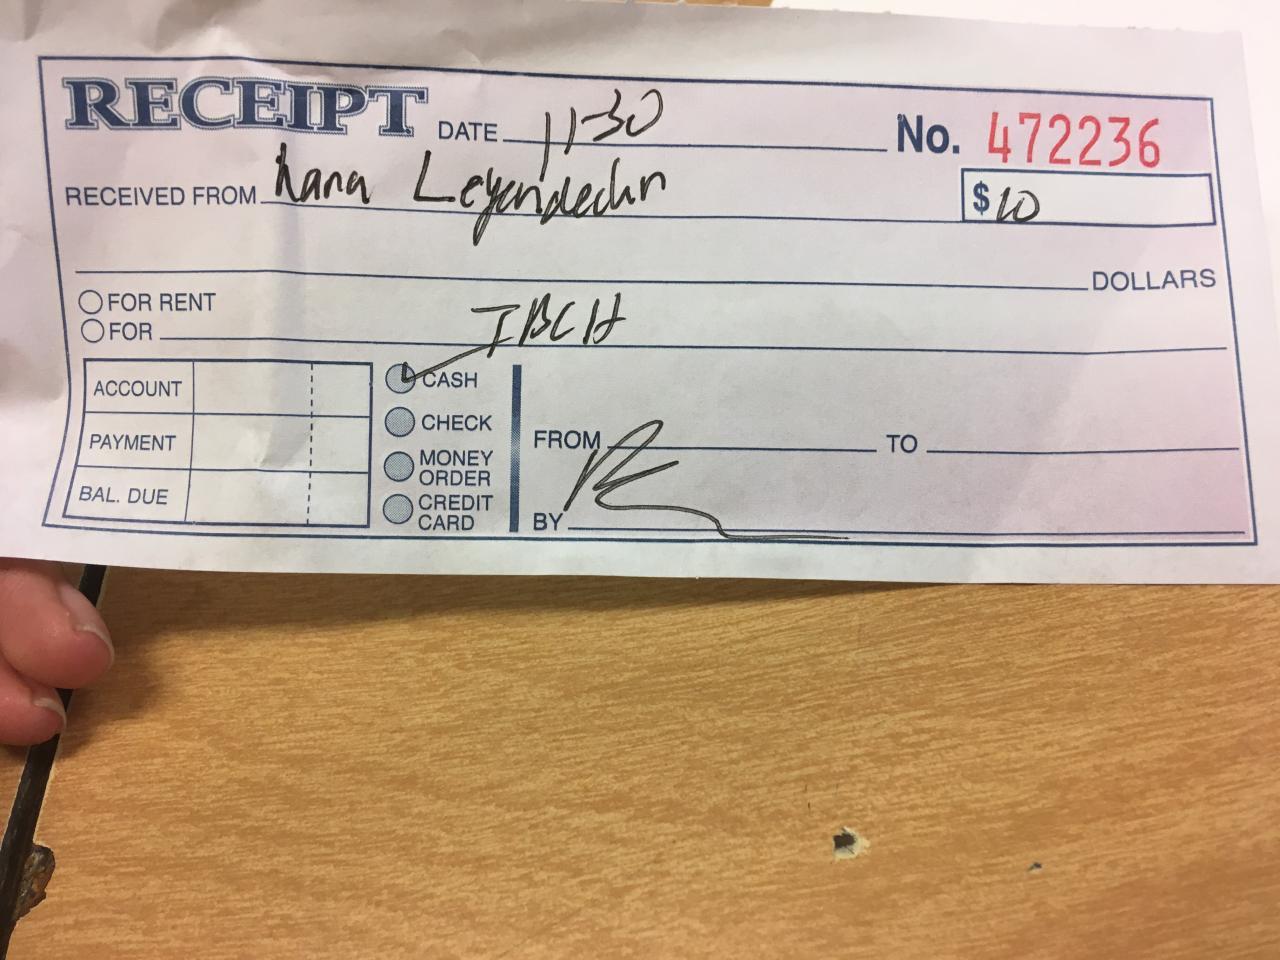 RECEIPT DATE 11-30 No. 472236
RECEIVED FROM Lana Leyendeckr $10
DOLLARS
FOR RENT
FOR IBCH
ACCOUNT
PAYMENT
BAL. DUE
CASH
CHECK
MONEY ORDER
CREDIT CARD
FROM TO
BY